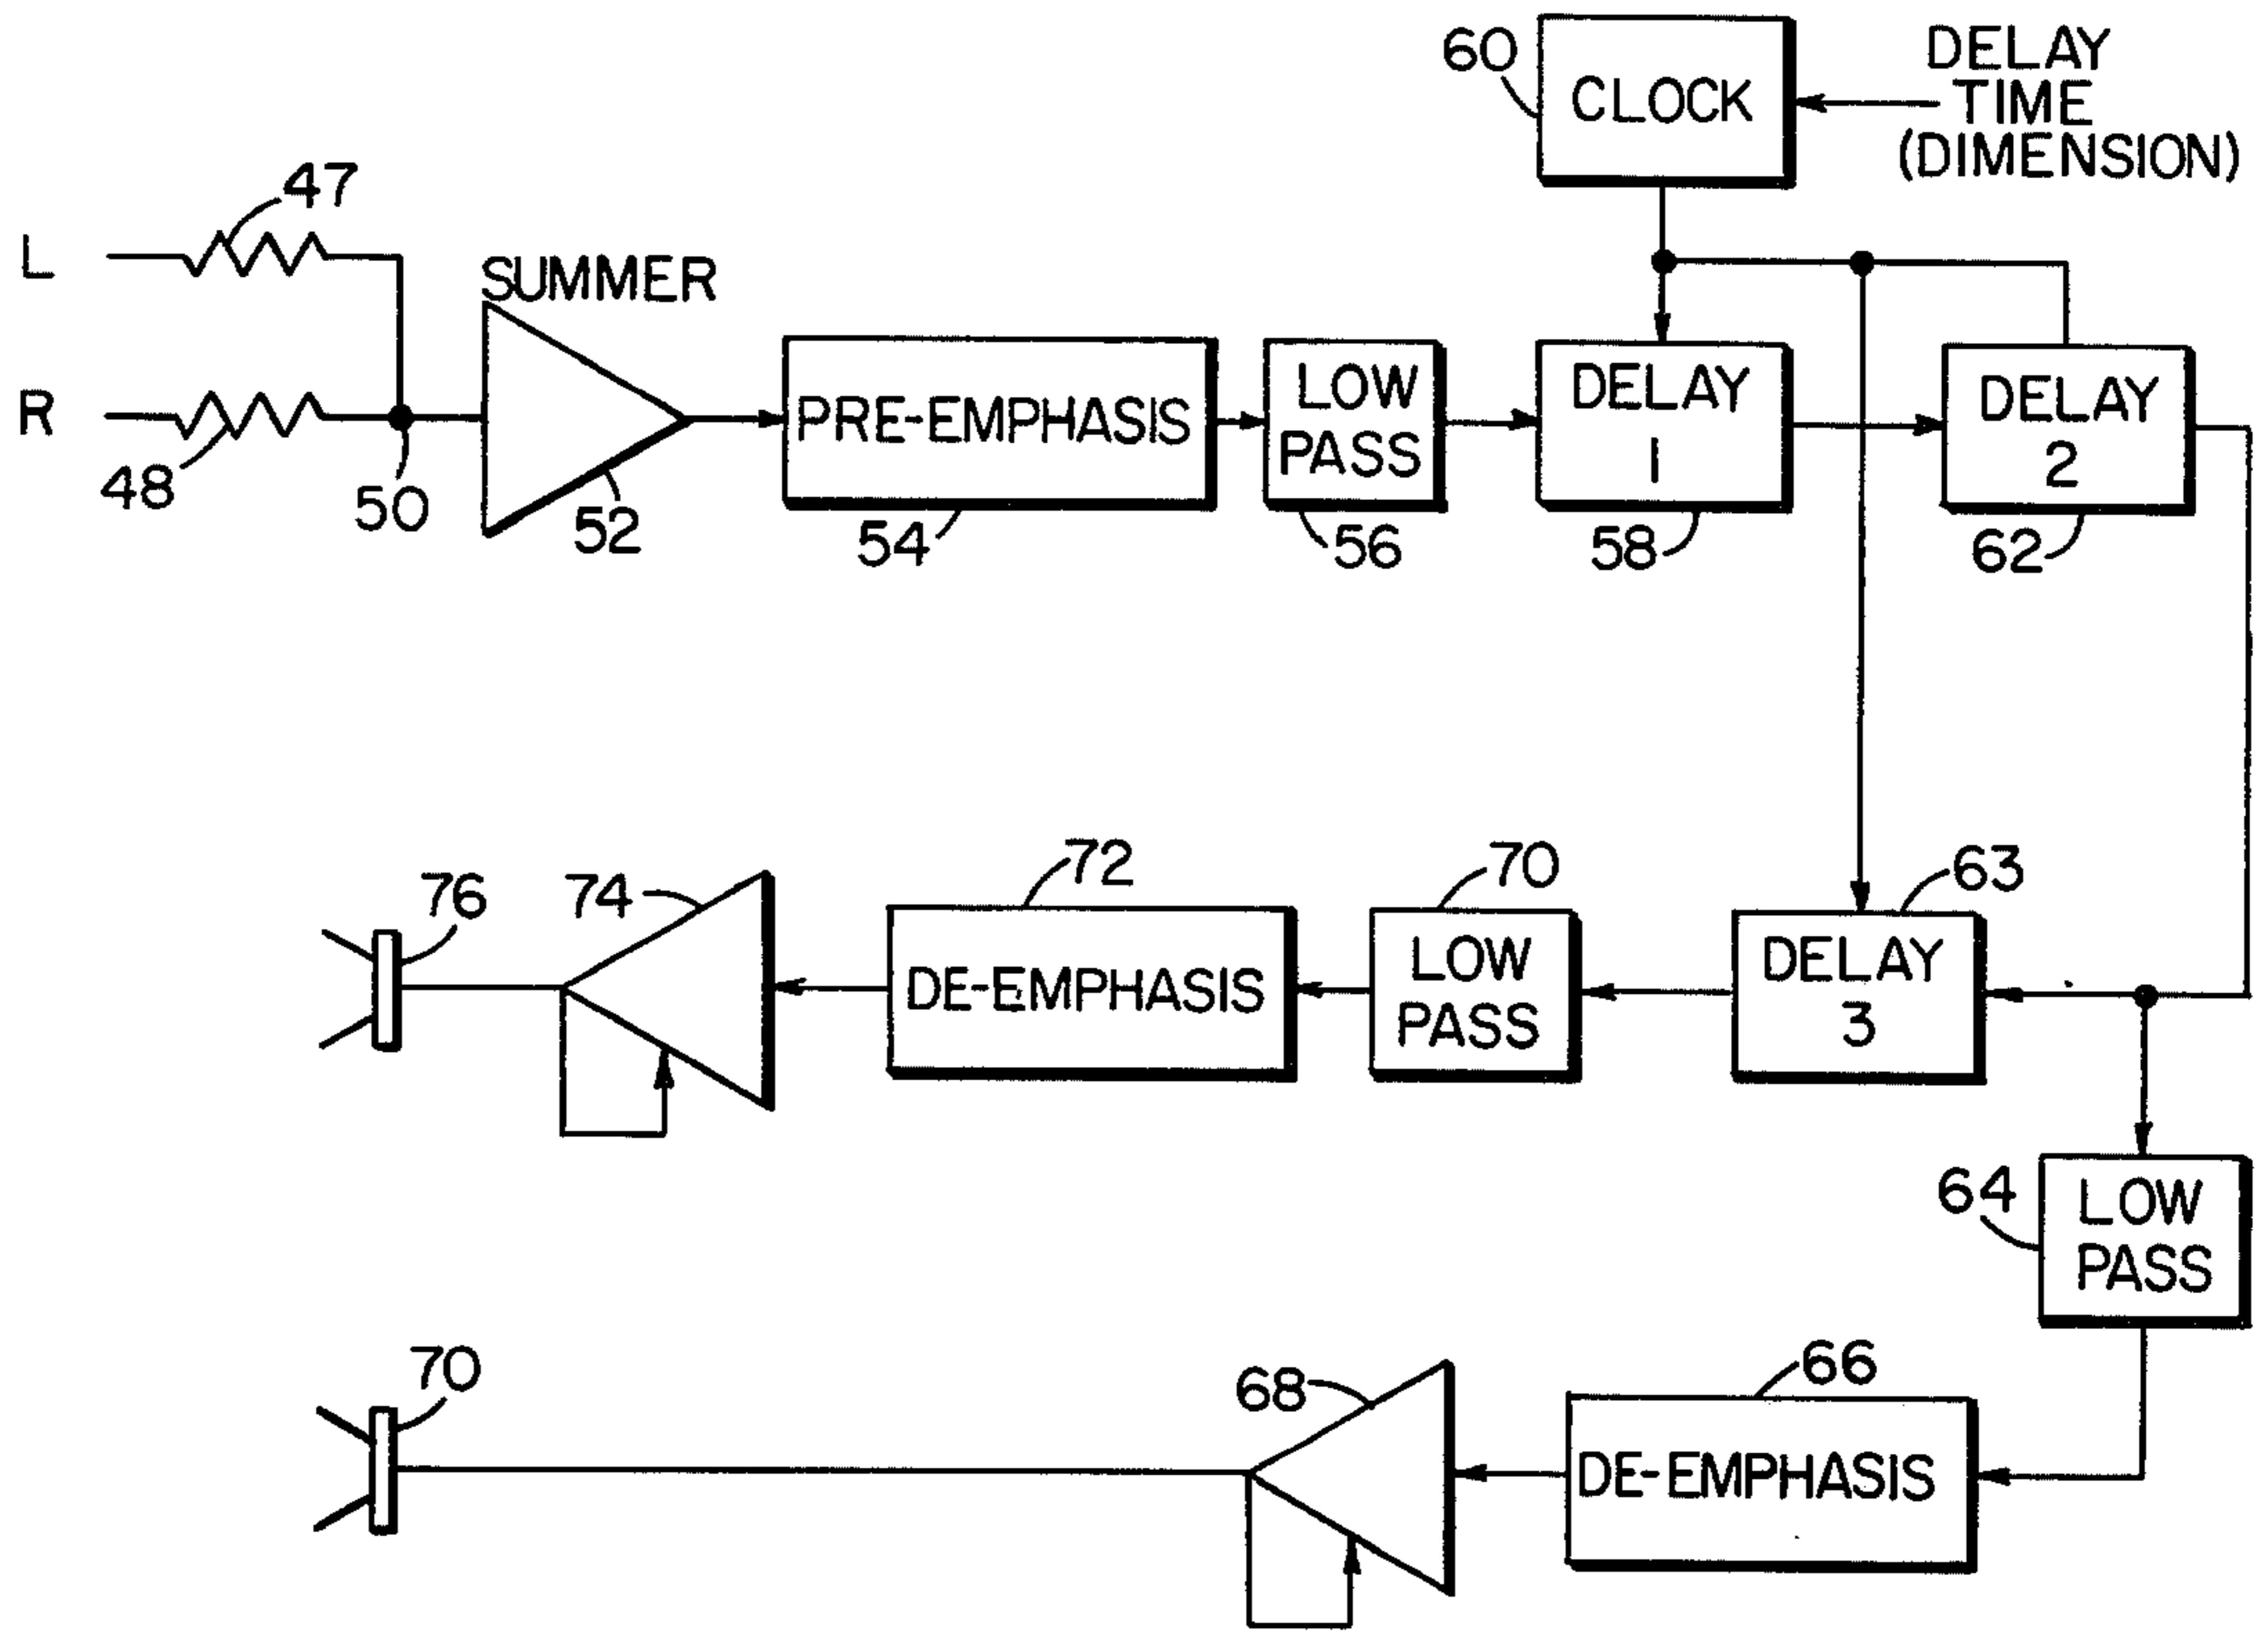 60
CLOCK
DELAY
TIME
(DIMENSION)
47
L
SUMMER
R
48
50
52
PRE-EMPHASIS
54
LOW
PASS
56
DELAY
1
58
DELAY
2
62
76
74
72
DE-EMPHASIS
70
LOW
PASS
63
DELAY
3
64
LOW
PASS
70
68
66
DE-EMPHASIS